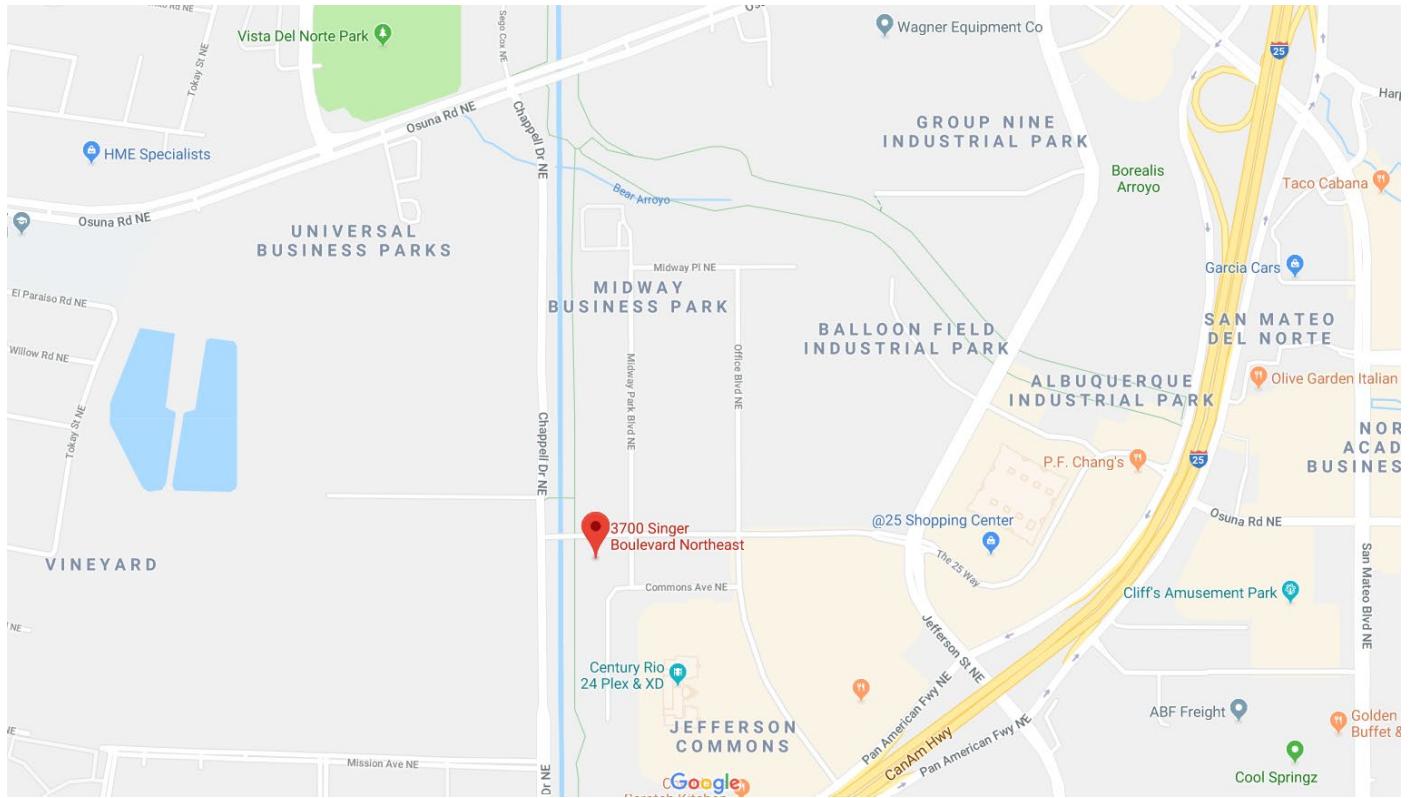 Vista Del Norte Park
Tokay St NE
Sego Cox NE
Wagner Equipment Co
25
Osuna Rd NE
Chappell Dr NE
GROUP NINE
INDUSTRIAL PARK
HME Specialists
Borealis
Arroyo
Taco Cabana
Bear Arroyo
Osuna Rd NE
UNIVERSAL
BUSINESS PARKS
Midway Pl NE
Garcia Cars
MIDWAY
BUSINESS PARK
El Paraiso Rd NE
BALLOON FIELD
INDUSTRIAL PARK
SAN MATEO
DEL NORTE
Willow Rd NE
Midway Park Blvd NE
Office Blvd NE
ALBUQUERQUE
INDUSTRIAL PARK
Olive Garden Italian
Tokay St NE
Chappell Dr NE
NOR
ACAD
BUSINES
P.F. Chang's
25
@25 Shopping Center
Osuna Rd NE
3700 Singer
Boulevard Northeast
VINEYARD
The 25 Way
San Mateo Blvd NE
Commons Ave NE
Cliff's Amusement Park
NE
Jefferson St NE
Century Rio
24 Plex & XD
Pan American Fwy NE
ABF Freight
Golden
Buffet &
JEFFERSON
COMMONS
CanAm Hwy
Pan American Fwy NE
Mission Ave NE
Dr NE
Google
Cool Springz